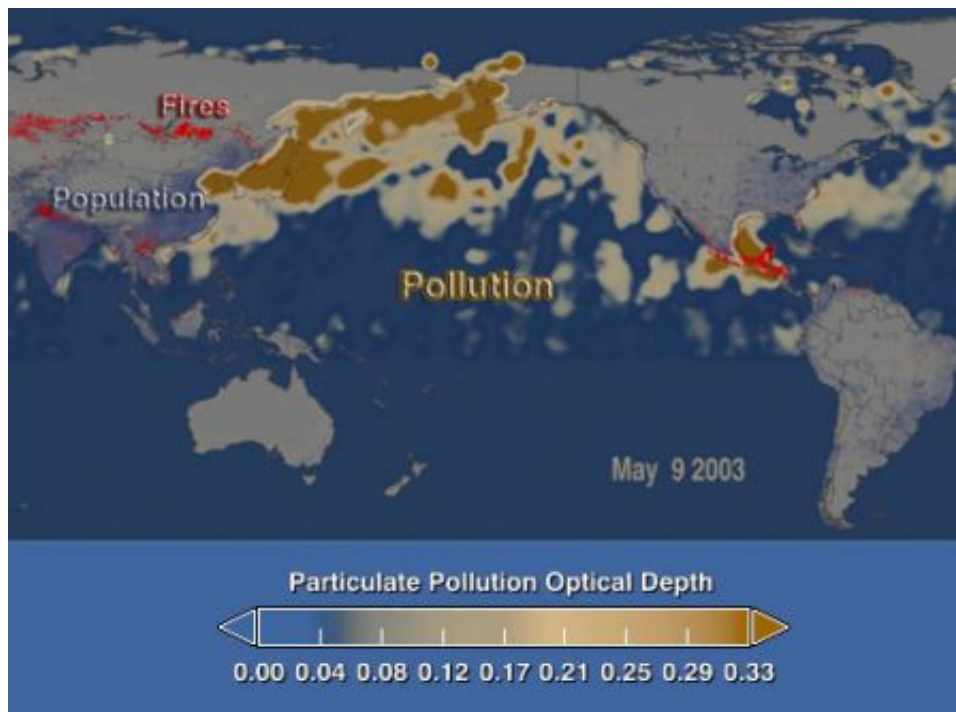 Fires
Population
Pollution
May 9 2003
Particulate Pollution Optical Depth
0.00 0.04 0.08 0.12 0.17 0.21 0.25 0.29 0.33